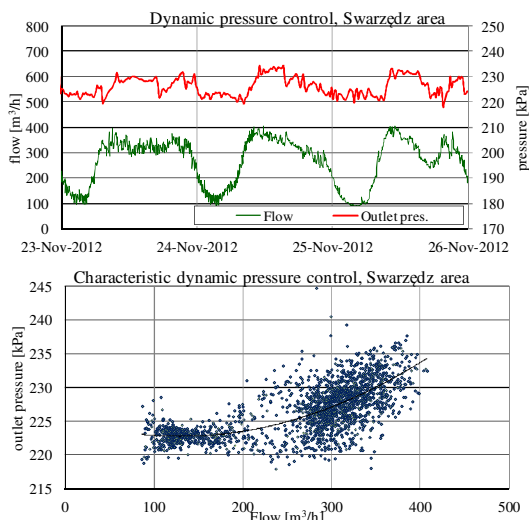 Dynamic pressure control, Swarzędz area
800 250
700 240
600 230
500 220
400 210
300 200
200 190
100 180
0 170
flow [m³/h]
pressure [kPa]
Flow Outlet pres.
23-Nov-2012 24-Nov-2012 25-Nov-2012 26-Nov-2012
Characteristic dynamic pressure control, Swarzędz area
245
240
235
230
225
220
215
outlet pressure [kPa]
0 100 200 300 400 500
Flow [m³/h]